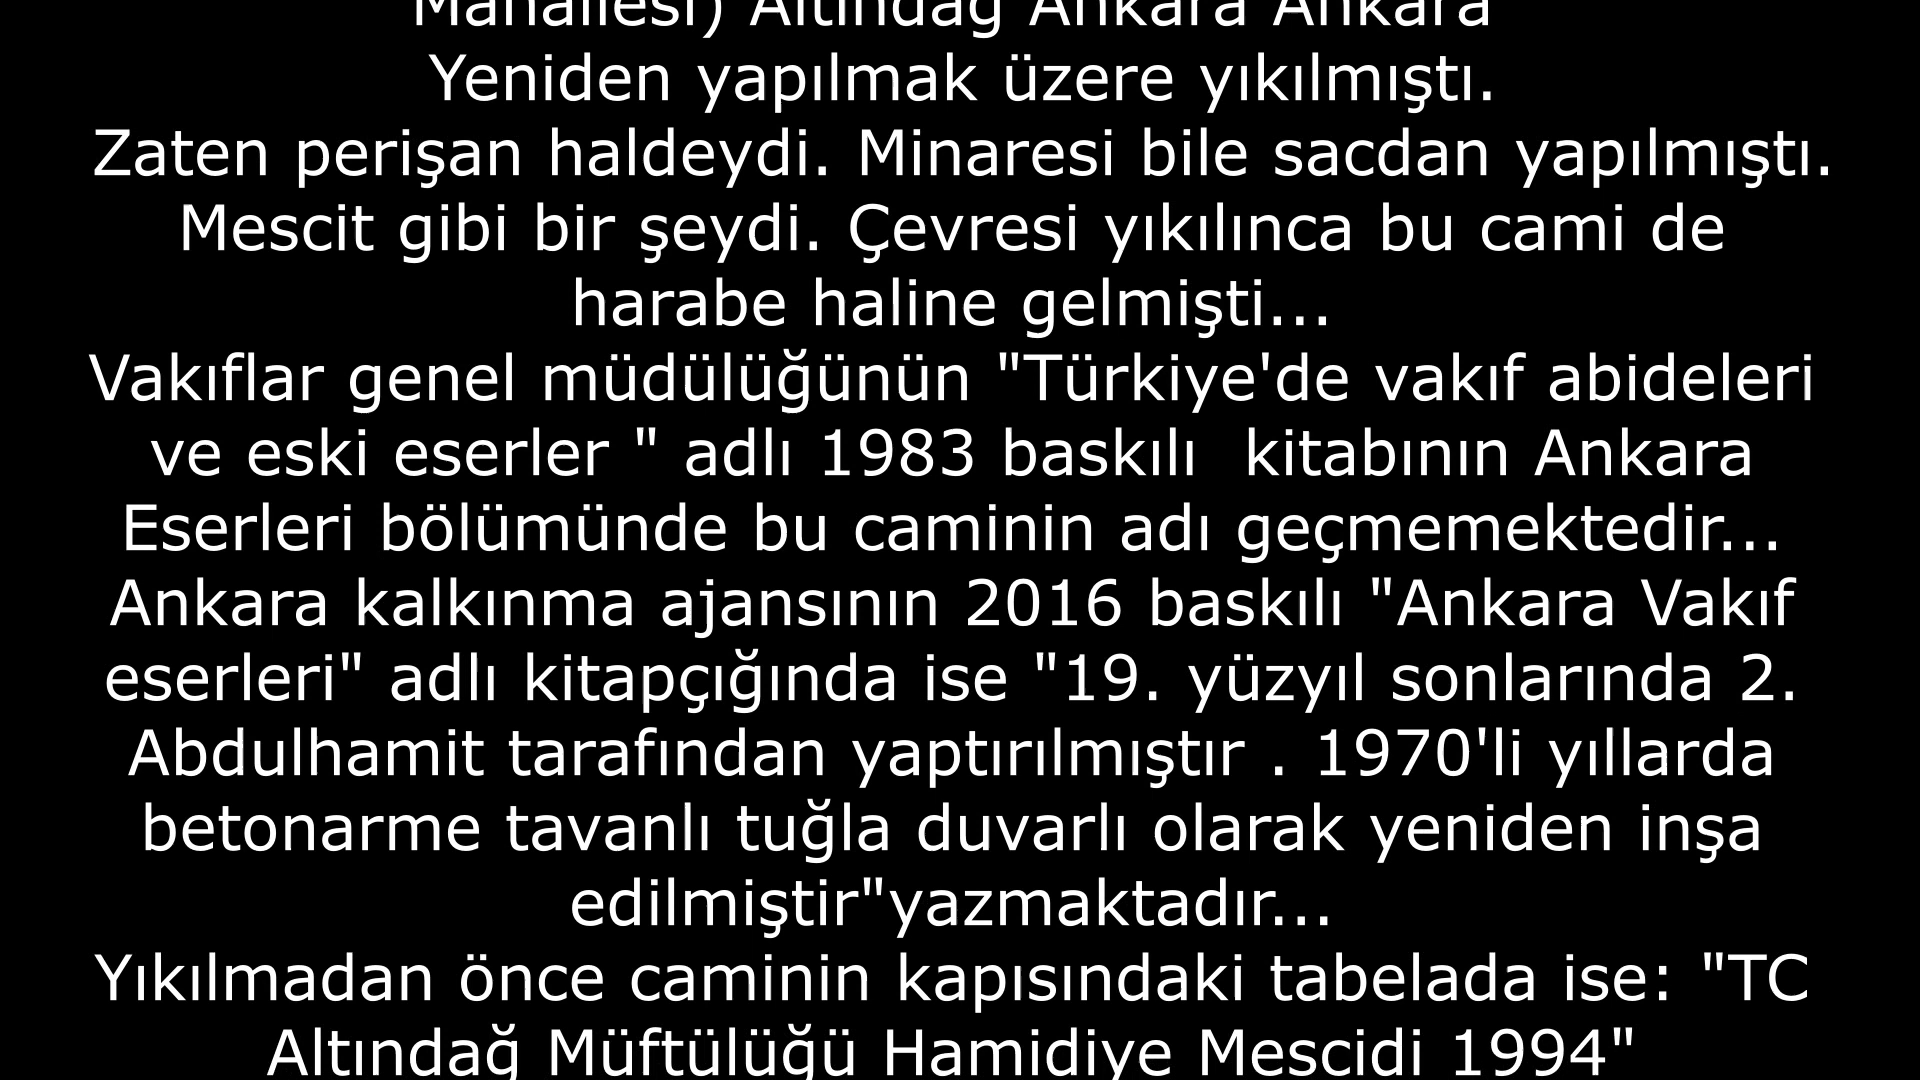 Mahallesi) Altındağ Ankara Ankara
Yeniden yapılmak üzere yıkılmıştı.
Zaten perişan haldeydi. Minaresi bile sacdan yapılmıştı.
Mescit gibi bir şeydi. Çevresi yıkılınca bu cami de
harabe haline gelmişti...
Vakıflar genel müdülüğünün "Türkiye'de vakıf abideleri
ve eski eserler " adlı 1983 baskılı  kitabının Ankara
Eserleri bölümünde bu caminin adı geçmemektedir...
Ankara kalkınma ajansının 2016 baskılı "Ankara Vakıf
eserleri" adlı kitapçığında ise "19. yüzyıl sonlarında 2.
Abdulhamit tarafından yaptırılmıştır . 1970'li yıllarda
betonarme tavanlı tuğla duvarlı olarak yeniden inşa
edilmiştir"yazmaktadır...
Yıkılmadan önce caminin kapısındaki tabelada ise: "TC
Altındağ Müftülüğü Hamidiye Mescidi 1994"